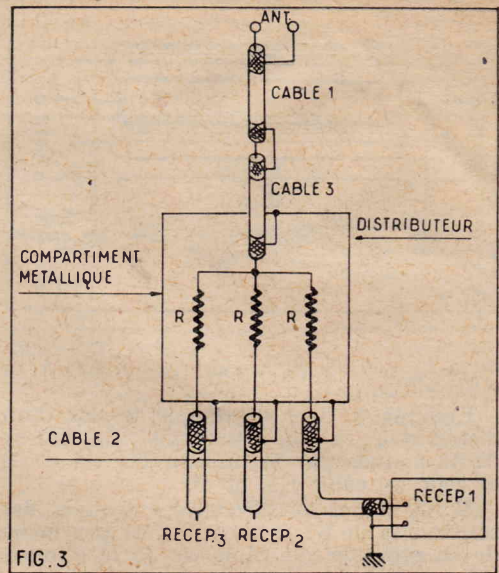 ANT.
CABLE 1
CABLE 3
DISTRIBUTEUR
COMPARTIMENT
METALLIQUE
R R R
CABLE 2
RECEP.1
RECEP.3 RECEP.2
FIG. 3